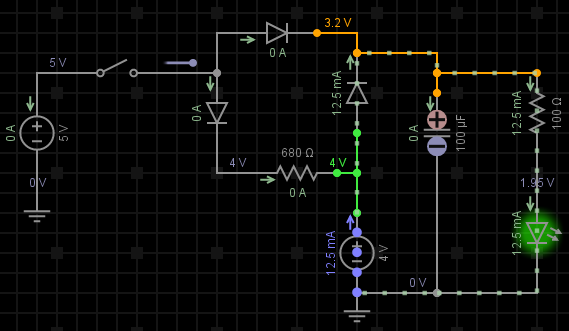 3.2 V
0 A
5 V
12.5 mA
0 A
0 A
12.5 mA
100 Ω
0 A
5 V
100 µF
680 Ω
4 V
4 V
0 V
0 A
1.95 V
12.5 mA
12.5 mA
4 V
0 V